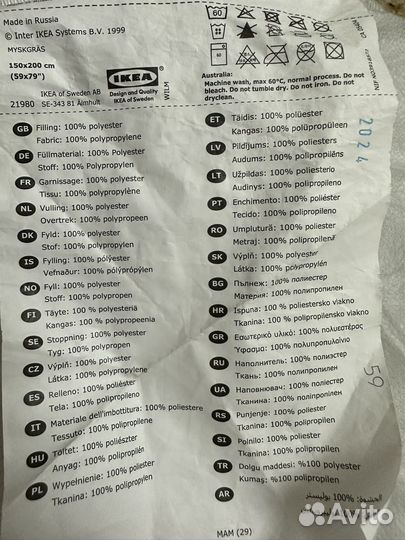 Made in Russia
© Inter IKEA Systems B.V. 1999
MYSKGRÄS
150x200 cm
(59x79")
IKEA of Sweden AB
21980 SE-343 81 Älmhult
IKEA
Design and Quality
IKEA of Sweden
60
60
Australia:
Machine wash, max 60°C, normal process. Do not
bleach. Do not tumble dry. Do not iron. Do not
dryclean.
2024
59
GB Filling: 100% polyester
Fabric: 100% polypropylene
DE Füllmaterial: 100% Polyester
Stoff: 100% Polypropylen
FR Garnissage: 100% polyester
Tissu: 100% polypropylène
NL Vulling: 100% polyester
Overtrek: 100% polypropeen
DK Fyld: 100% polyester
Stof: 100% polypropylen
IS Fylling: 100% pólýester
Vefnaður: 100% pólýprópýlen
NO Fyll: 100% polyester
Stoff: 100% polypropen
FI Täyte: 100 % polyesteriä
Kangas: 100 % polypropeenia
SE Stoppning: 100% polyester
Tyg: 100% polypropen
CZ Výplň: 100% polyester
Látka: 100% polypropylene
ES Relleno: 100% poliéster
Tela: 100% polipropileno
IT Materiale dell'imbottitura: 100% poliestere
Tessuto: 100% polipropilene
HU Töltet: 100% poliészter
Anyag: 100% polipropilén
PL Wypełnienie: 100% poliester
Tkanina: 100% polipropylen
ET Täidis: 100% polüester
Kangas: 100% polüpropüleen
LV Pildījums: 100% poliesters
Audums: 100% polipropilēns
LT Užpildas: 100% poliesterio
Audinys: 100% polipropileno
PT Enchimento: 100% poliéster
Tecido: 100% polipropileno
RO Umplutură: 100% poliester
Metraj: 100% polipropilenă
SK Výplň: 100% polyester
Látka: 100% polypropylén
BG Пълнеж: 100% полиестер
Материя: 100% полипропилен
HR Ispuna: 100 % poliestersko vlakno
Tkanina: 100 % polipropilensko vlakno
GR Εσωτερικό υλικό: 100% πολυεστέρας
Ύφασμα: 100% πολυπροπυλένιο
RU Наполнитель: 100% полиэстер
Ткань: 100% полипропилен
UA Наповнювач: 100% поліестер
Тканина: 100% поліпропілен
RS Punjenje: 100% poliester
Tkanina: 100% polipropilen
SI Polnilo: 100% poliester
Tkanina: 100% polipropilen
TR Dolgu maddesi: %100 polyester
Kumaş: %100 polipropilen
AR الحشوة: 100% بوليستر
MAM (29)
Avito